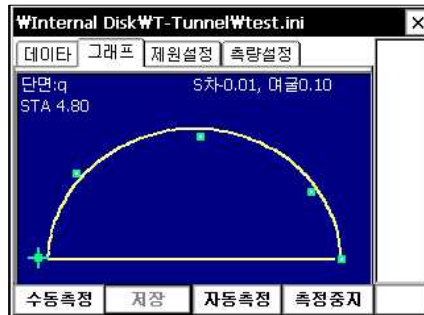 ₩Internal Disk₩T-Tunnel₩test.ini
데이타 그래프 제원설정 측량설정
단면:q S차-0.01, 여굴0.10
STA 4.80
수동측정 저장 자동측정 측정중지